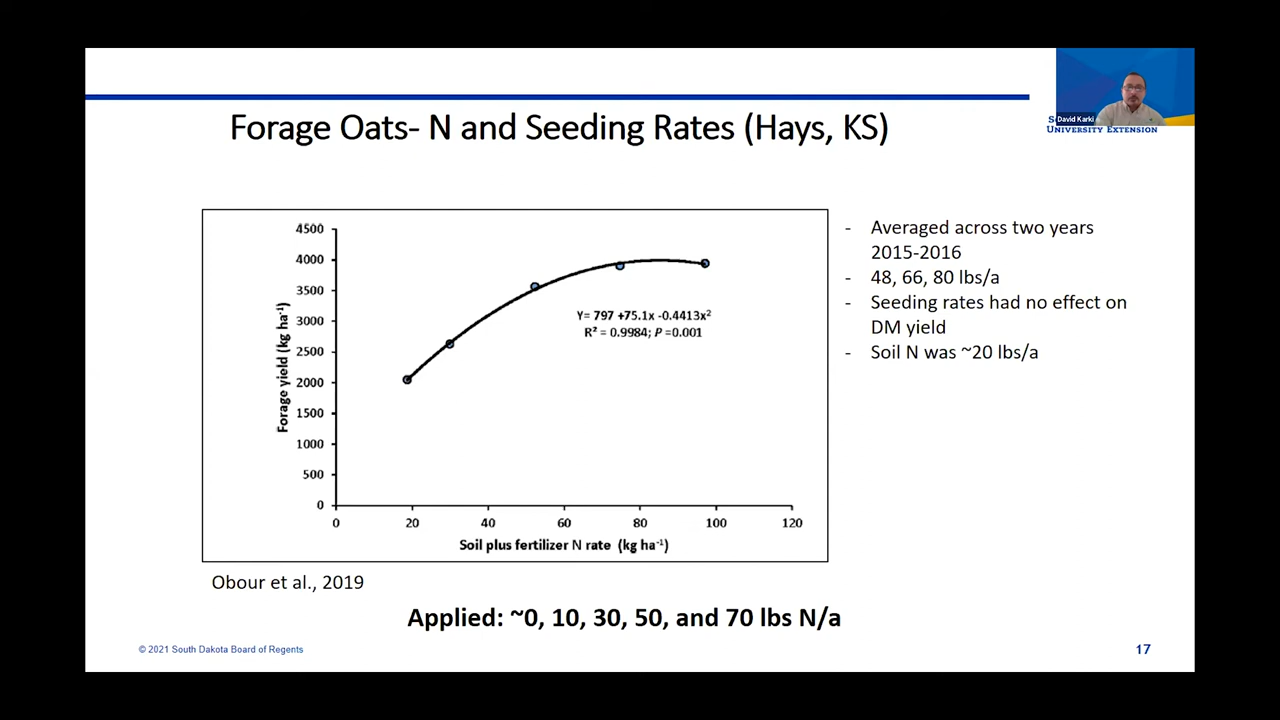 David Karki
UNIVERSITY EXTENSION
Forage Oats- N and Seeding Rates (Hays, KS)
4500
4000
3500
3000
2500
2000
1500
1000
500
0
Forage yield (kg ha⁻¹)
Y= 797 +75.1x -0.4413x²
R² = 0.9984; P =0.001
0 20 40 60 80 100 120
Soil plus fertilizer N rate (kg ha⁻¹)
- Averaged across two years
2015-2016
- 48, 66, 80 lbs/a
- Seeding rates had no effect on
DM yield
- Soil N was ~20 lbs/a
Obour et al., 2019
Applied: ~0, 10, 30, 50, and 70 lbs N/a
© 2021 South Dakota Board of Regents
17